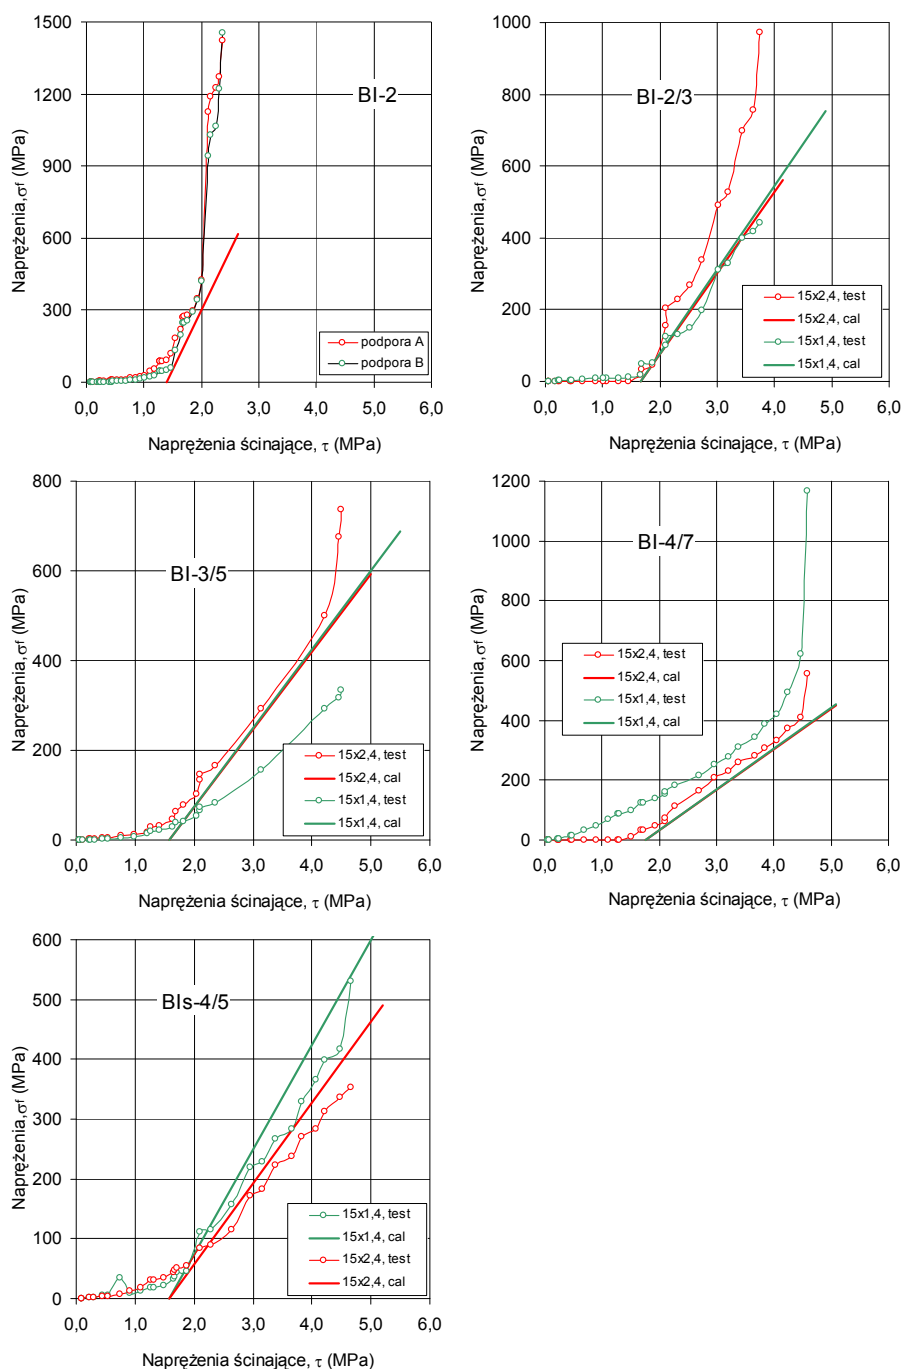 BI-2
Naprężenia,σf (MPa)
1500
1200
900
600
300
0
podpora A
podpora B
0,0 1,0 2,0 3,0 4,0 5,0 6,0
Naprężenia ścinające, τ (MPa)
BI-2/3
Naprężenia,σf (MPa)
1000
800
600
400
200
0
15x2,4, test
15x2,4, cal
15x1,4, test
15x1,4, cal
0,0 1,0 2,0 3,0 4,0 5,0 6,0
Naprężenia ścinające, τ (MPa)
BI-3/5
Naprężenia,σf (MPa)
800
600
400
200
0
15x2,4, test
15x2,4, cal
15x1,4, test
15x1,4, cal
0,0 1,0 2,0 3,0 4,0 5,0 6,0
Naprężenia ścinające, τ (MPa)
BI-4/7
Naprężenia,σf (MPa)
1200
1000
800
600
400
200
0
15x2,4, test
15x2,4, cal
15x1,4, test
15x1,4, cal
0,0 1,0 2,0 3,0 4,0 5,0 6,0
Naprężenia ścinające, τ (MPa)
BIs-4/5
Naprężenia,σf (MPa)
600
500
400
300
200
100
0
15x1,4, test
15x1,4, cal
15x2,4, test
15x2,4, cal
0,0 1,0 2,0 3,0 4,0 5,0 6,0
Naprężenia ścinające, τ (MPa)